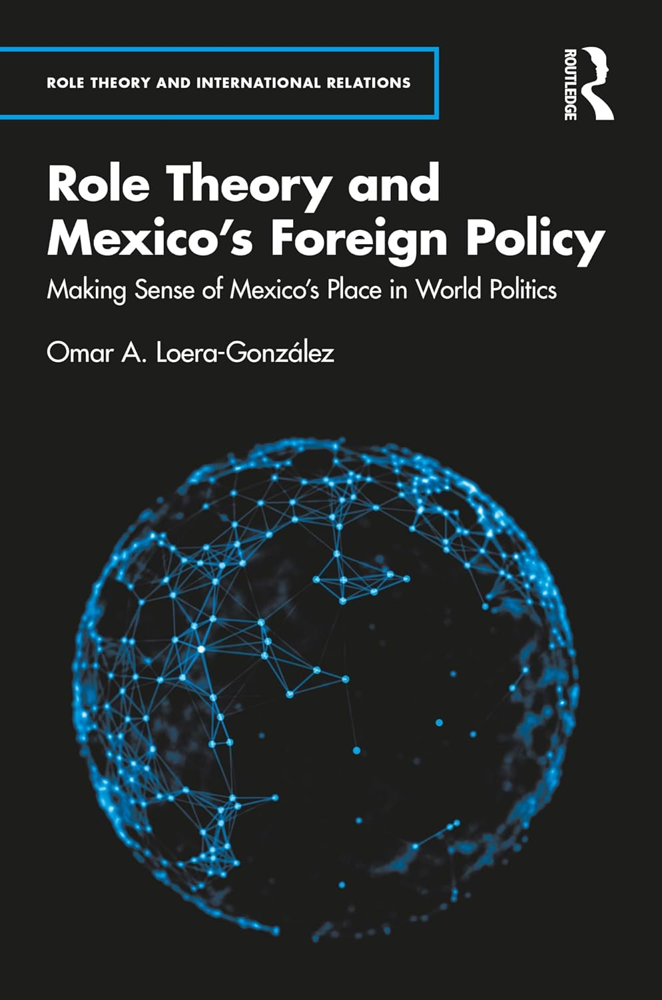 ROLE THEORY AND INTERNATIONAL RELATIONS
ROUTLEDGE
Role Theory and
Mexico's Foreign Policy
Making Sense of Mexico's Place in World Politics
Omar A. Loera-González